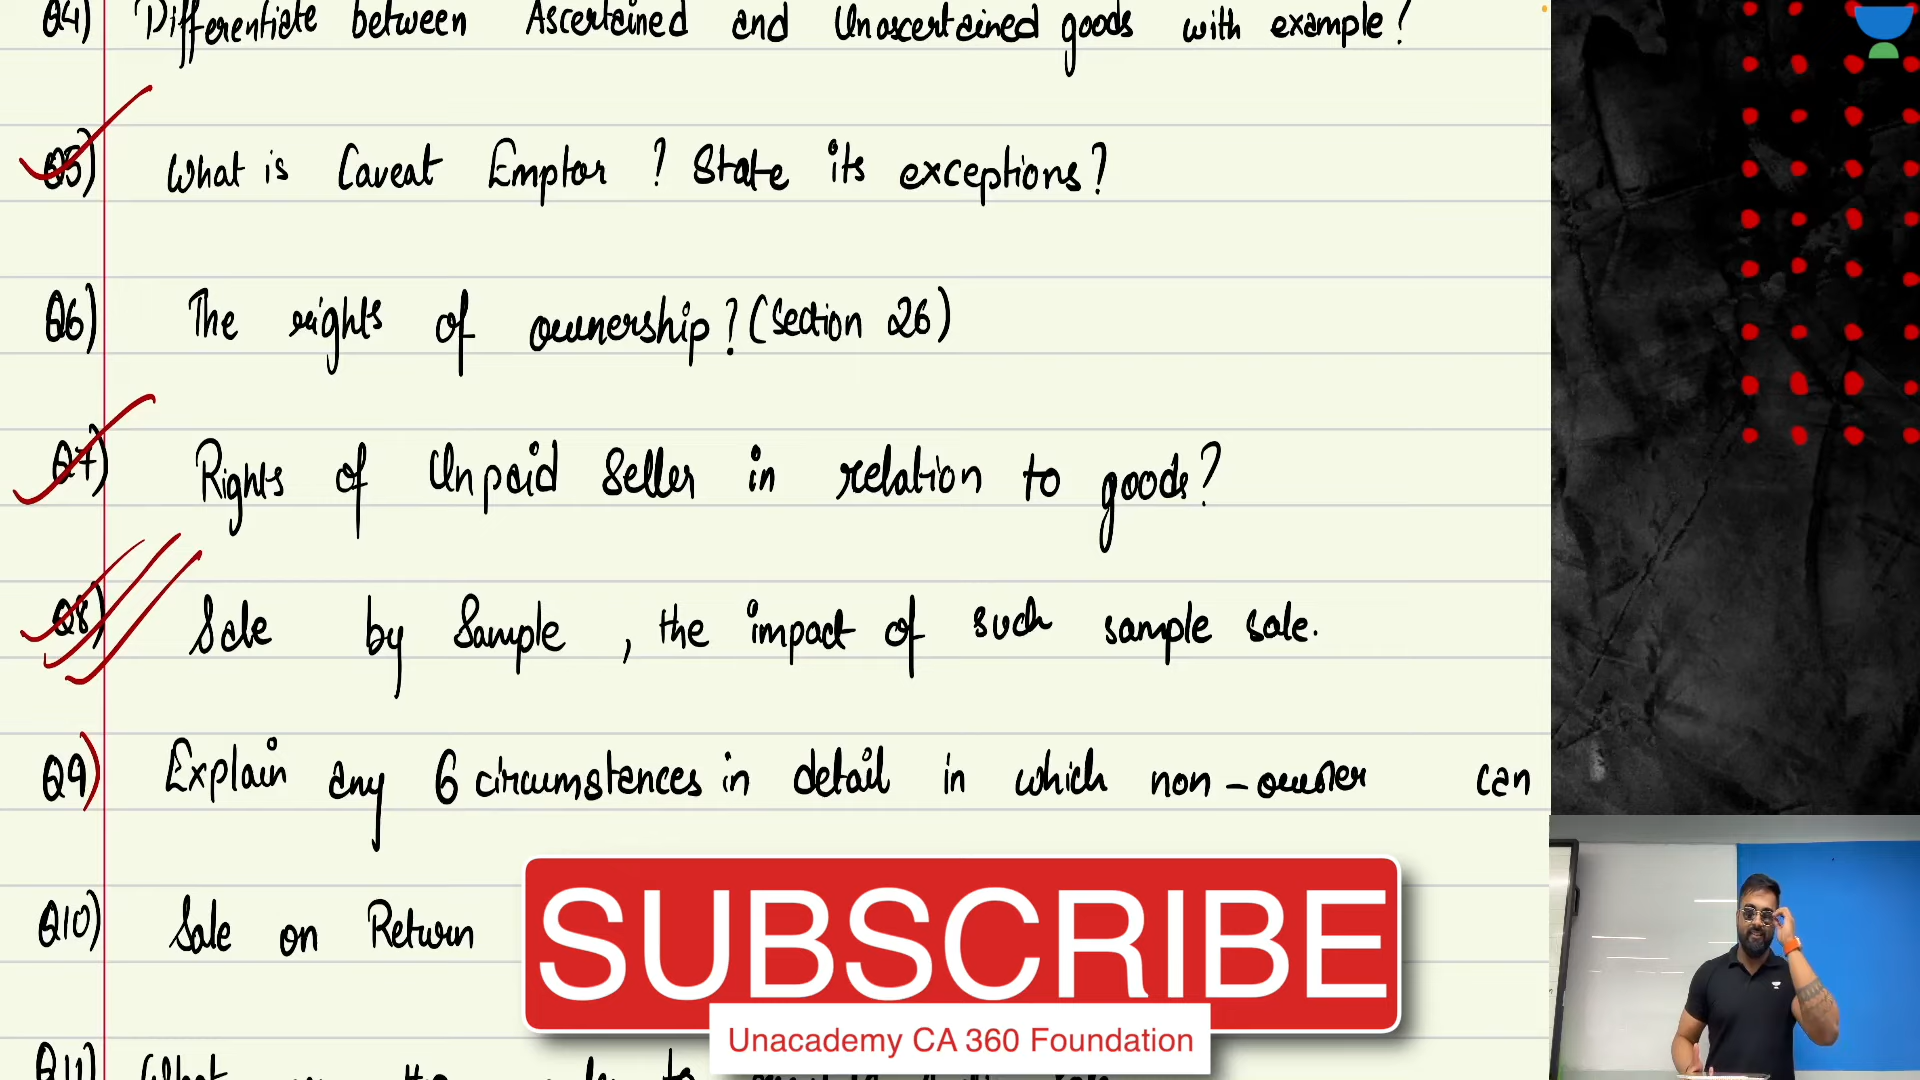 Q4) Differentiate between Ascertained and Unascertained goods with example?
Q5) What is Caveat Emptor ? State its exceptions?
Q6) The rights of ownership? (Section 26)
Q7) Rights of Unpaid Seller in relation to goods?
Q8) Sale by Sample , the impact of such sample sale.
Q9) Explain any 6 circumstances in detail in which non-owner can
Q10) Sale on Return
SUBSCRIBE
Unacademy CA 360 Foundation
Q11) What